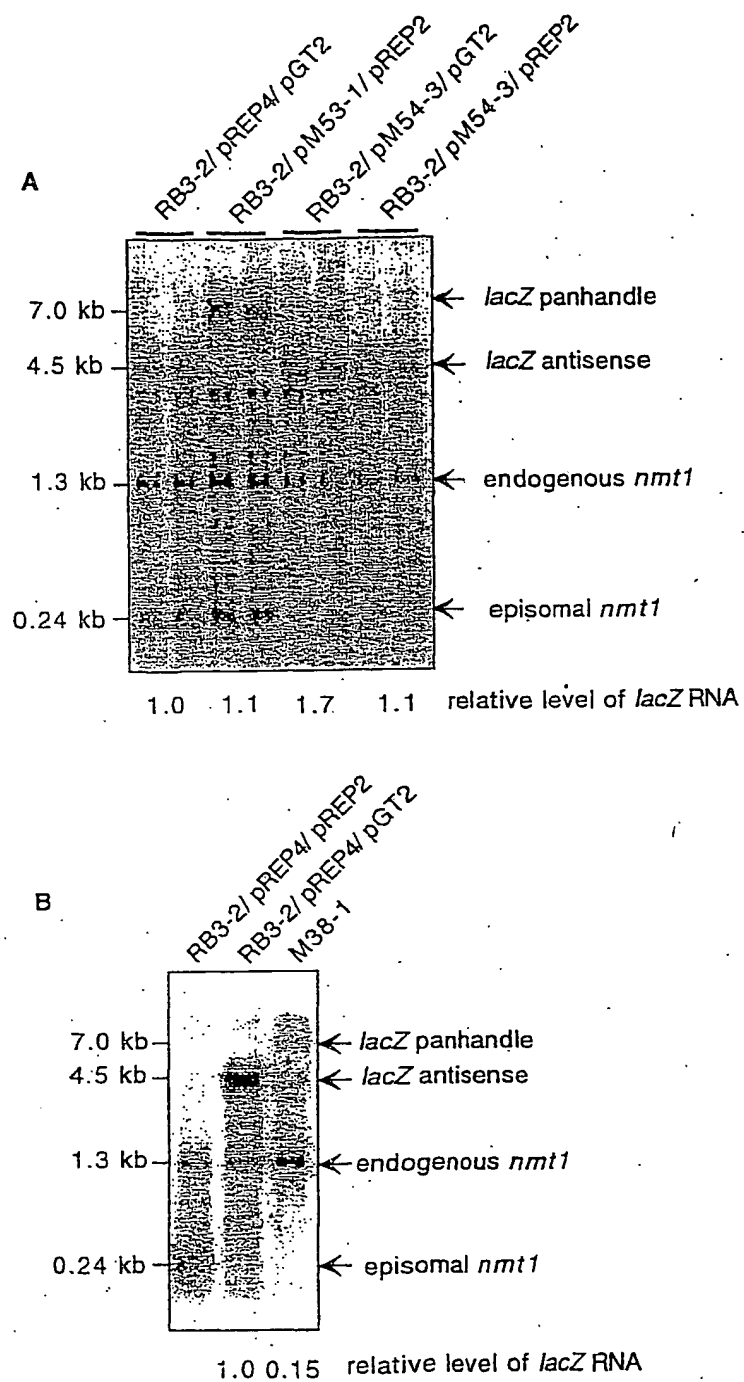 A
RB3-2/ pREP4/ pGT2
RB3-2/ pM53-1/ pREP2
RB3-2/ pM54-3/ pGT2
RB3-2/ pM54-3/ pREP2
7.0 kb
lacZ panhandle
4.5 kb
lacZ antisense
1.3 kb
endogenous nmt1
0.24 kb
episomal nmt1
1.0 1.1 1.7 1.1 relative level of lacZ RNA
B
RB3-2/ pREP4/ pREP2
RB3-2/ pREP4/ pGT2
M38-1
7.0 kb
lacZ panhandle
4.5 kb
lacZ antisense
1.3 kb
endogenous nmt1
0.24 kb
episomal nmt1
1.0 0.15 relative level of lacZ RNA